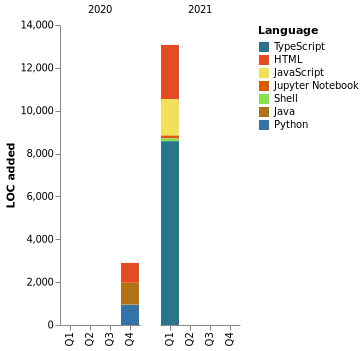 2020
2021
Language
TypeScript
HTML
JavaScript
Jupyter Notebook
Shell
Java
Python
LOC added
14,000
12,000
10,000
8,000
6,000
4,000
2,000
0
Q1
Q2
Q3
Q4
Q1
Q2
Q3
Q4